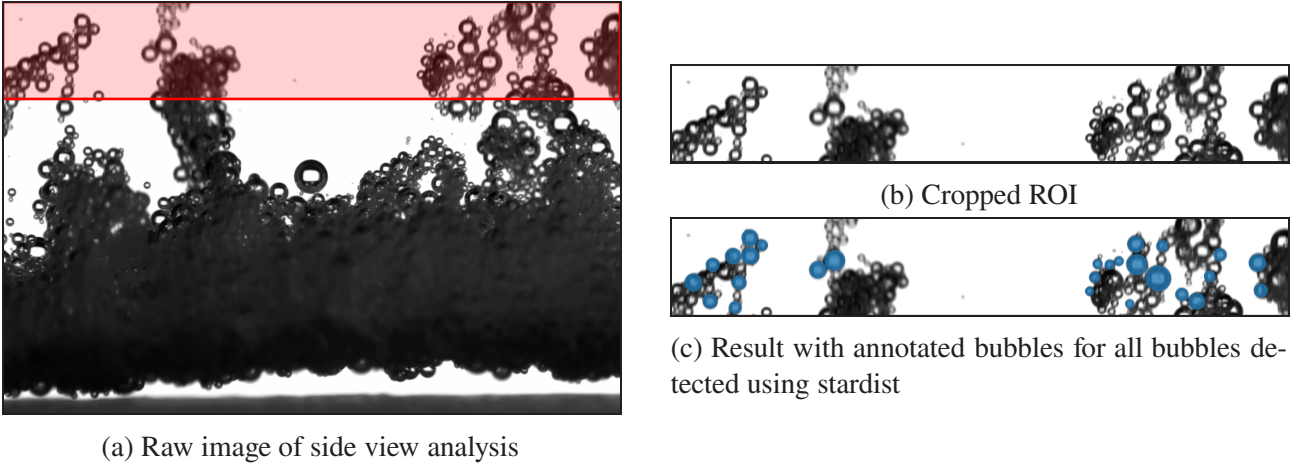 (a) Raw image of side view analysis
(b) Cropped ROI
(c) Result with annotated bubbles for all bubbles de-
tected using stardist